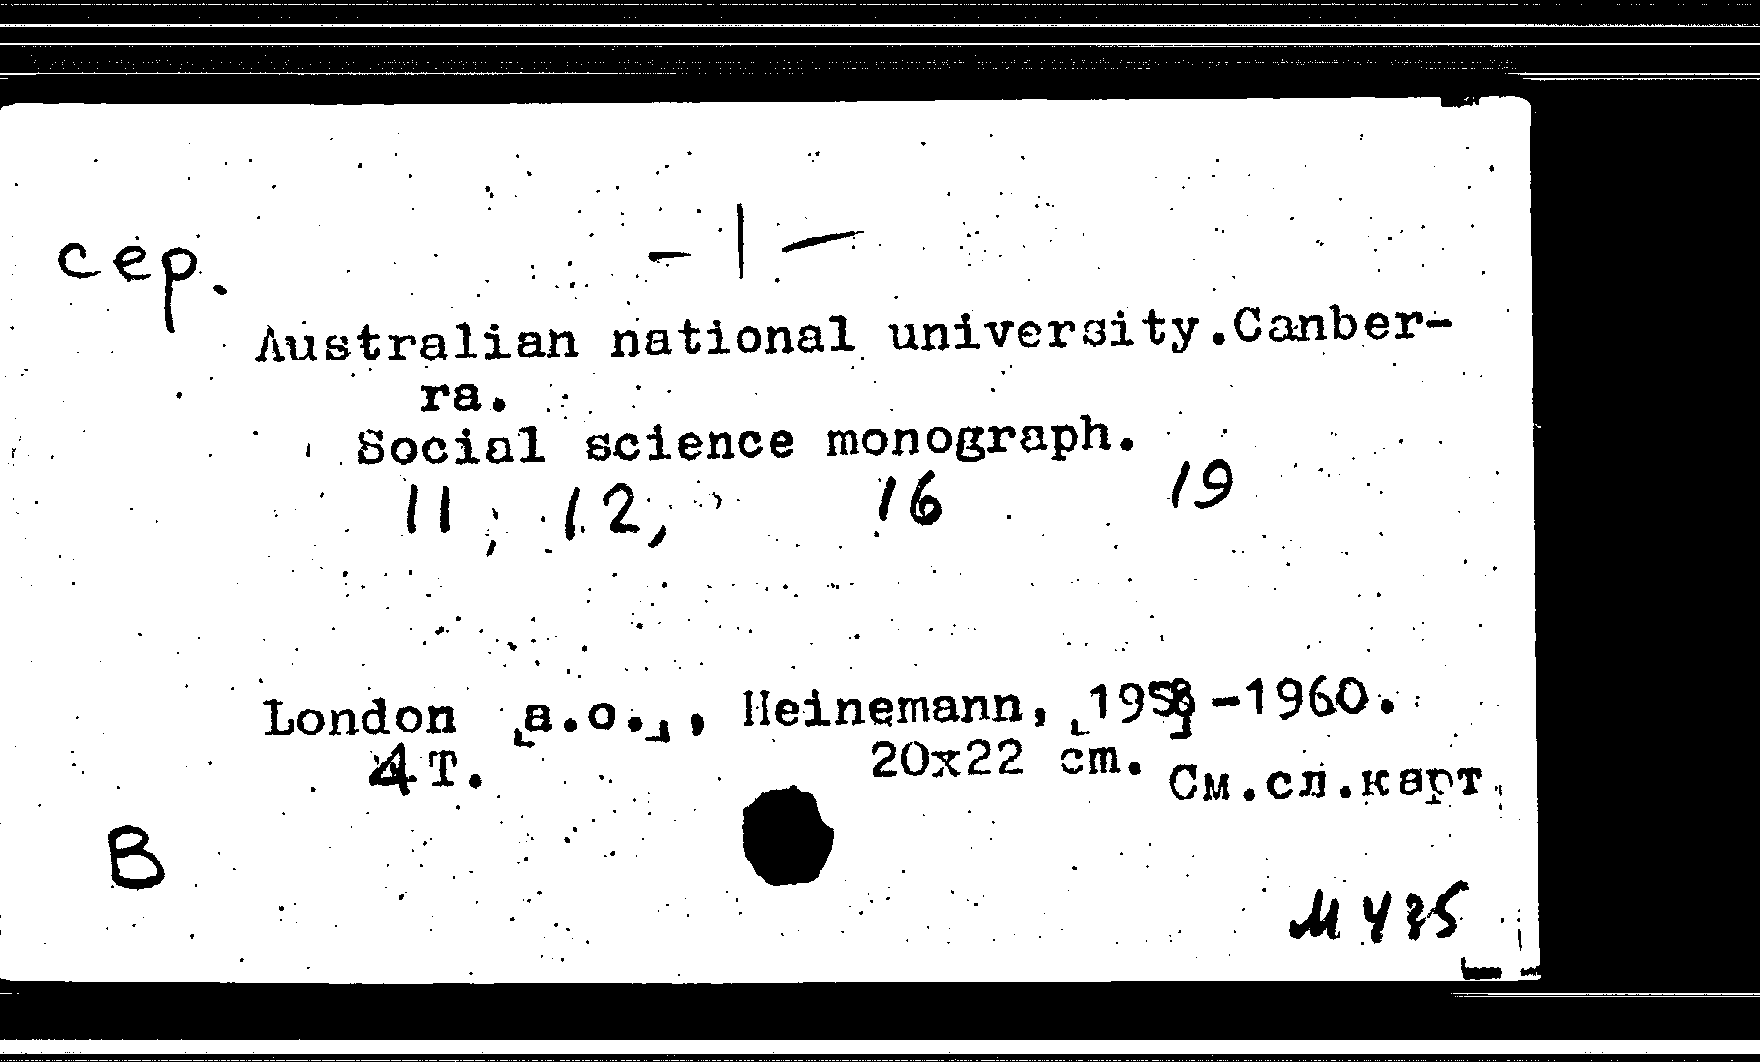 - 1 -
сер.
Australian national university.Canber-
ra.
Social science monograph.
11, 12, 16 19
London [a.o.], Heinemann, [1958]-1960.
4 т. 20x22 cm.
См.сл.карт
В